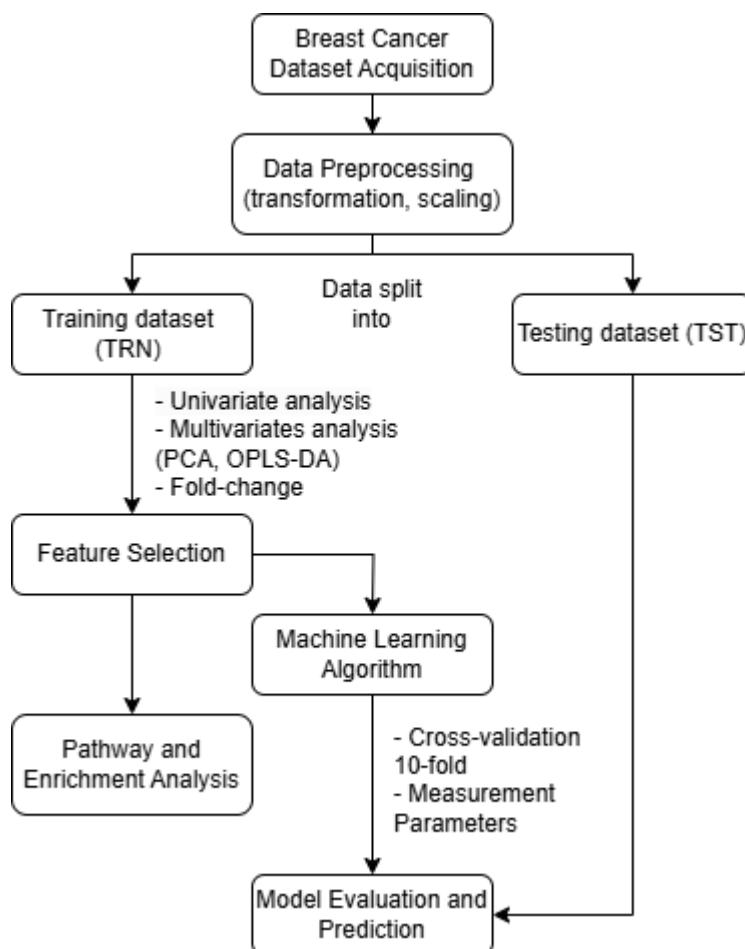 Breast Cancer
Dataset Acquisition
Data Preprocessing
(transformation, scaling)
Data split
into
Training dataset
(TRN)
Testing dataset (TST)
- Univariate analysis
- Multivariates analysis
(PCA, OPLS-DA)
- Fold-change
Feature Selection
Machine Learning
Algorithm
Pathway and
Enrichment Analysis
- Cross-validation
10-fold
- Measurement
Parameters
Model Evaluation and
Prediction